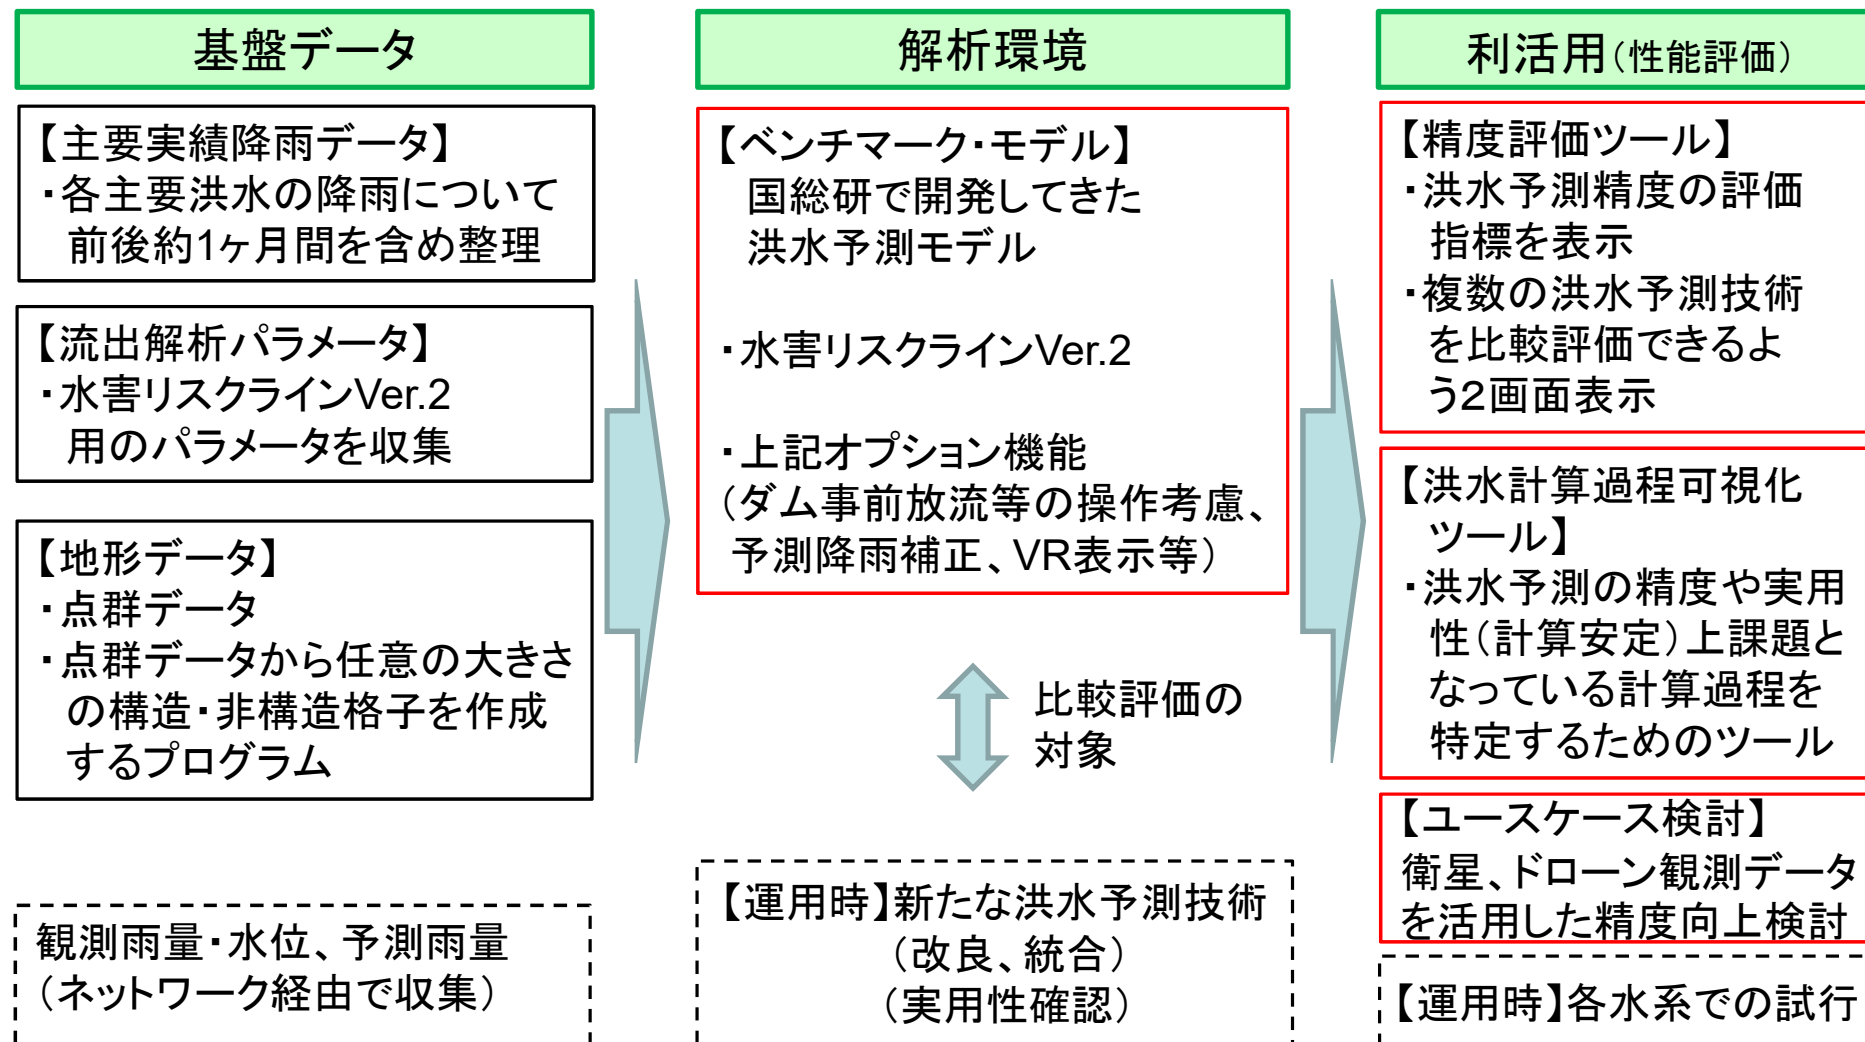 基盤データ
【主要実績降雨データ】
・各主要洪水の降雨について
前後約1ヶ月間を含め整理
【流出解析パラメータ】
・水害リスクラインVer.2
用のパラメータを収集
【地形データ】
・点群データ
・点群データから任意の大きさ
の構造・非構造格子を作成
するプログラム
観測雨量・水位、予測雨量
（ネットワーク経由で収集）
解析環境
【ベンチマーク・モデル】
国総研で開発してきた
洪水予測モデル
・水害リスクラインVer.2
・上記オプション機能
（ダム事前放流等の操作考慮、
予測降雨補正、VR表示等）
比較評価の
対象
【運用時】新たな洪水予測技術
（改良、統合）
（実用性確認）
利活用（性能評価）
【精度評価ツール】
・洪水予測精度の評価
指標を表示
・複数の洪水予測技術
を比較評価できるよ
う2画面表示
【洪水計算過程可視化
ツール】
・洪水予測の精度や実用
性（計算安定）上課題と
なっている計算過程を
特定するためのツール
【ユースケース検討】
衛星、ドローン観測データ
を活用した精度向上検討
【運用時】各水系での試行